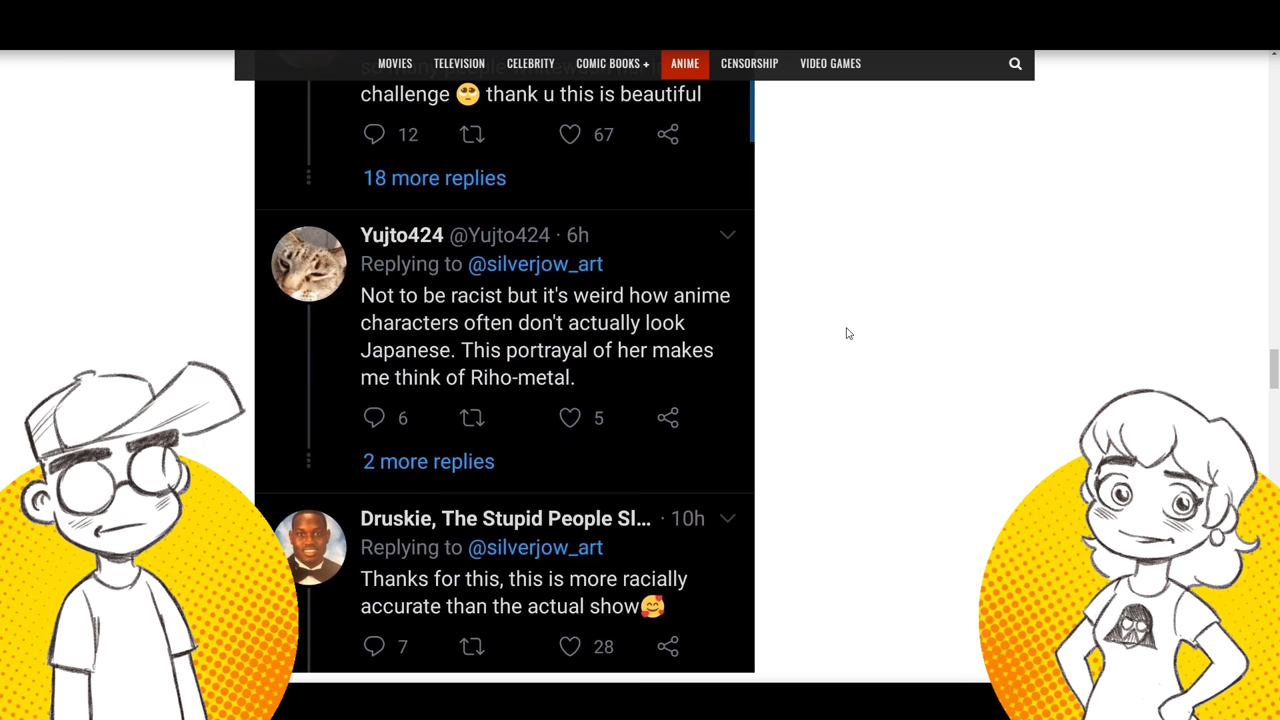 MOVIES TELEVISION CELEBRITY COMIC BOOKS + ANIME CENSORSHIP VIDEO GAMES
challenge 🥺 thank u this is beautiful
12 67
18 more replies
Yujto424 @Yujto424 · 6h
Replying to @silverjow_art
Not to be racist but it's weird how anime
characters often don't actually look
Japanese. This portrayal of her makes
me think of Riho-metal.
6 5
2 more replies
Druskie, The Stupid People Sl... · 10h
Replying to @silverjow_art
Thanks for this, this is more racially
accurate than the actual show🥰
7 28